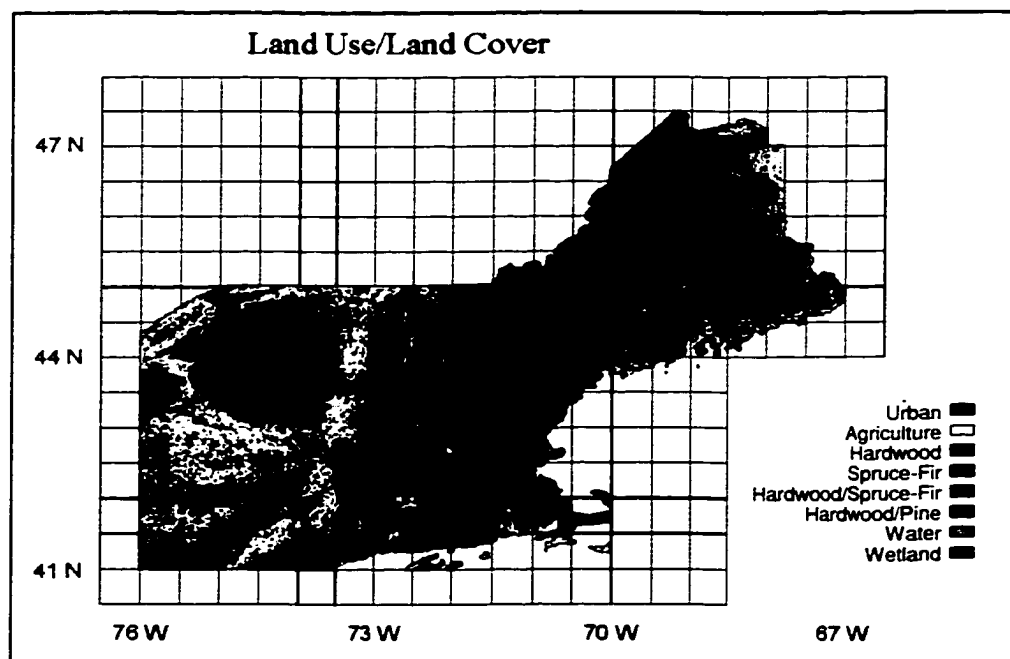 Land Use/Land Cover
47 N
44 N
41 N
76 W
73 W
70 W
67 W
Urban
Agriculture
Hardwood
Spruce-Fir
Hardwood/Spruce-Fir
Hardwood/Pine
Water
Wetland